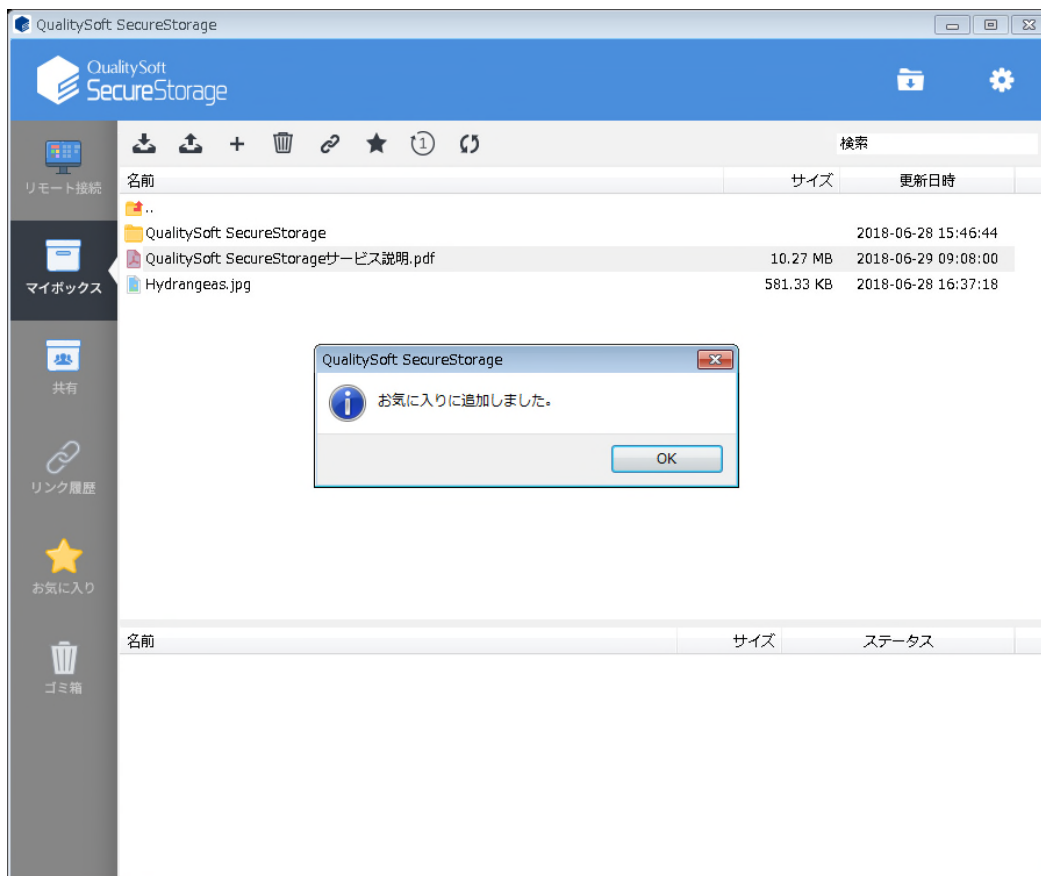 QualitySoft SecureStorage
QualitySoft
SecureStorage
リモート接続
マイボックス
共有
リンク履歴
お気に入り
ゴミ箱
1
検索
名前 サイズ 更新日時
..
QualitySoft SecureStorage 2018-06-28 15:46:44
QualitySoft SecureStorageサービス説明.pdf 10.27 MB 2018-06-29 09:08:00
Hydrangeas.jpg 581.33 KB 2018-06-28 16:37:18
QualitySoft SecureStorage
お気に入りに追加しました。
OK
名前 サイズ ステータス